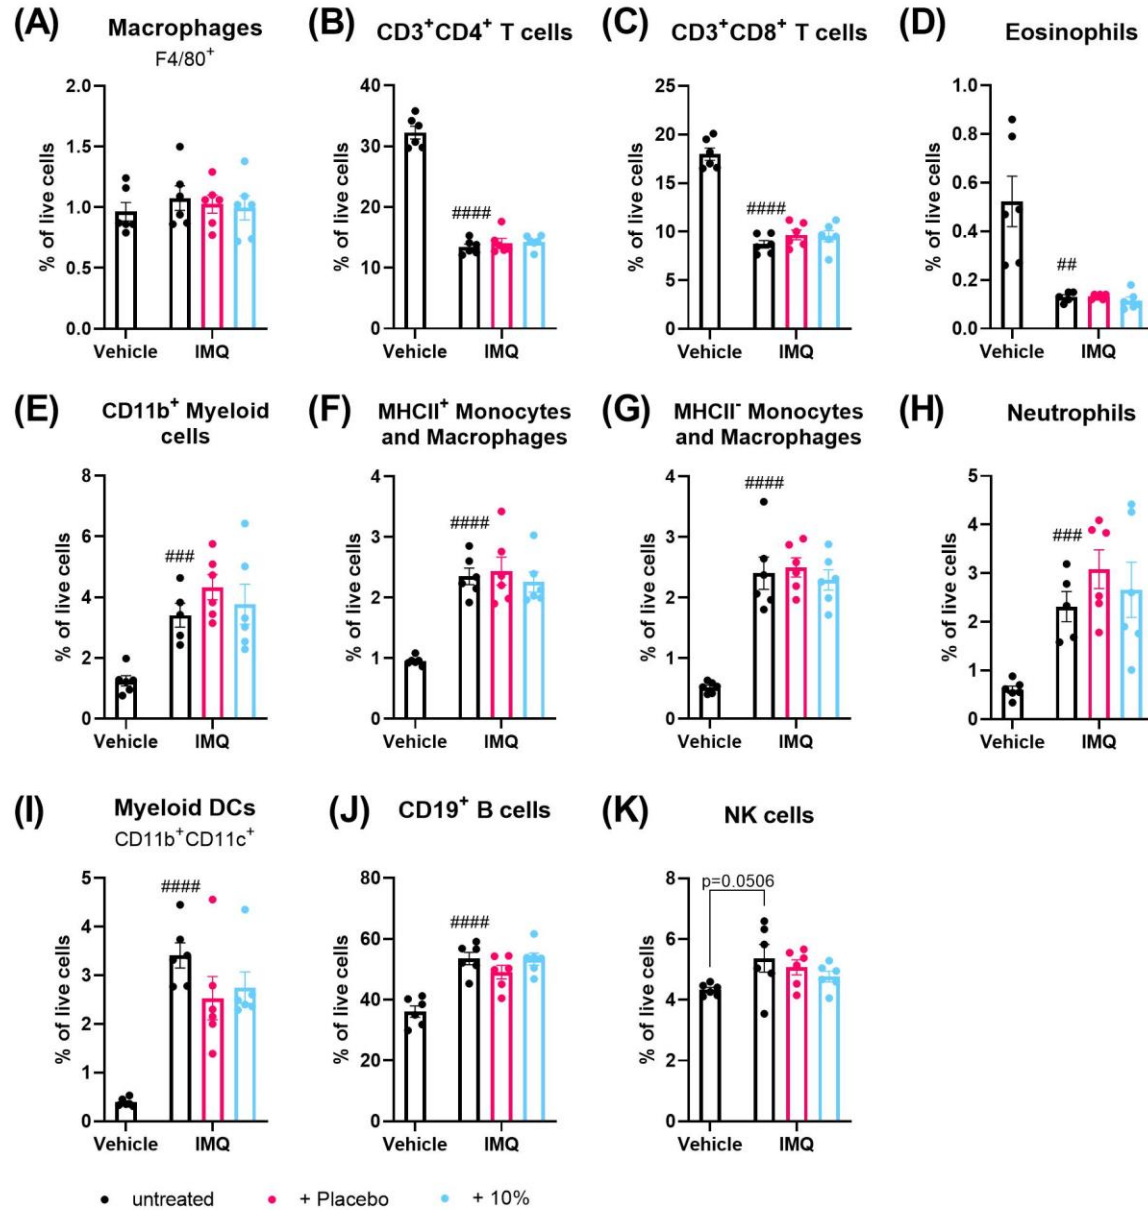 (A) Macrophages
F4/80⁺
% of live cells
2.0
1.5
1.0
0.5
0.0
Vehicle IMQ
(B) CD3⁺CD4⁺ T cells
% of live cells
40
30
20
10
0
####
Vehicle IMQ
(C) CD3⁺CD8⁺ T cells
% of live cells
25
20
15
10
5
0
####
Vehicle IMQ
(D) Eosinophils
% of live cells
1.0
0.8
0.6
0.4
0.2
0.0
##
Vehicle IMQ
(E) CD11b⁺ Myeloid
cells
% of live cells
8
6
4
2
0
###
Vehicle IMQ
(F) MHCII⁺ Monocytes
and Macrophages
% of live cells
4
3
2
1
0
####
Vehicle IMQ
(G) MHCII⁻ Monocytes
and Macrophages
% of live cells
4
3
2
1
0
####
Vehicle IMQ
(H) Neutrophils
% of live cells
5
4
3
2
1
0
###
Vehicle IMQ
(I) Myeloid DCs
CD11b⁺CD11c⁺
% of live cells
5
4
3
2
1
0
####
Vehicle IMQ
(J) CD19⁺ B cells
% of live cells
80
60
40
20
0
####
Vehicle IMQ
(K) NK cells
% of live cells
8
6
4
2
0
p=0.0506
Vehicle IMQ
untreated + Placebo + 10%